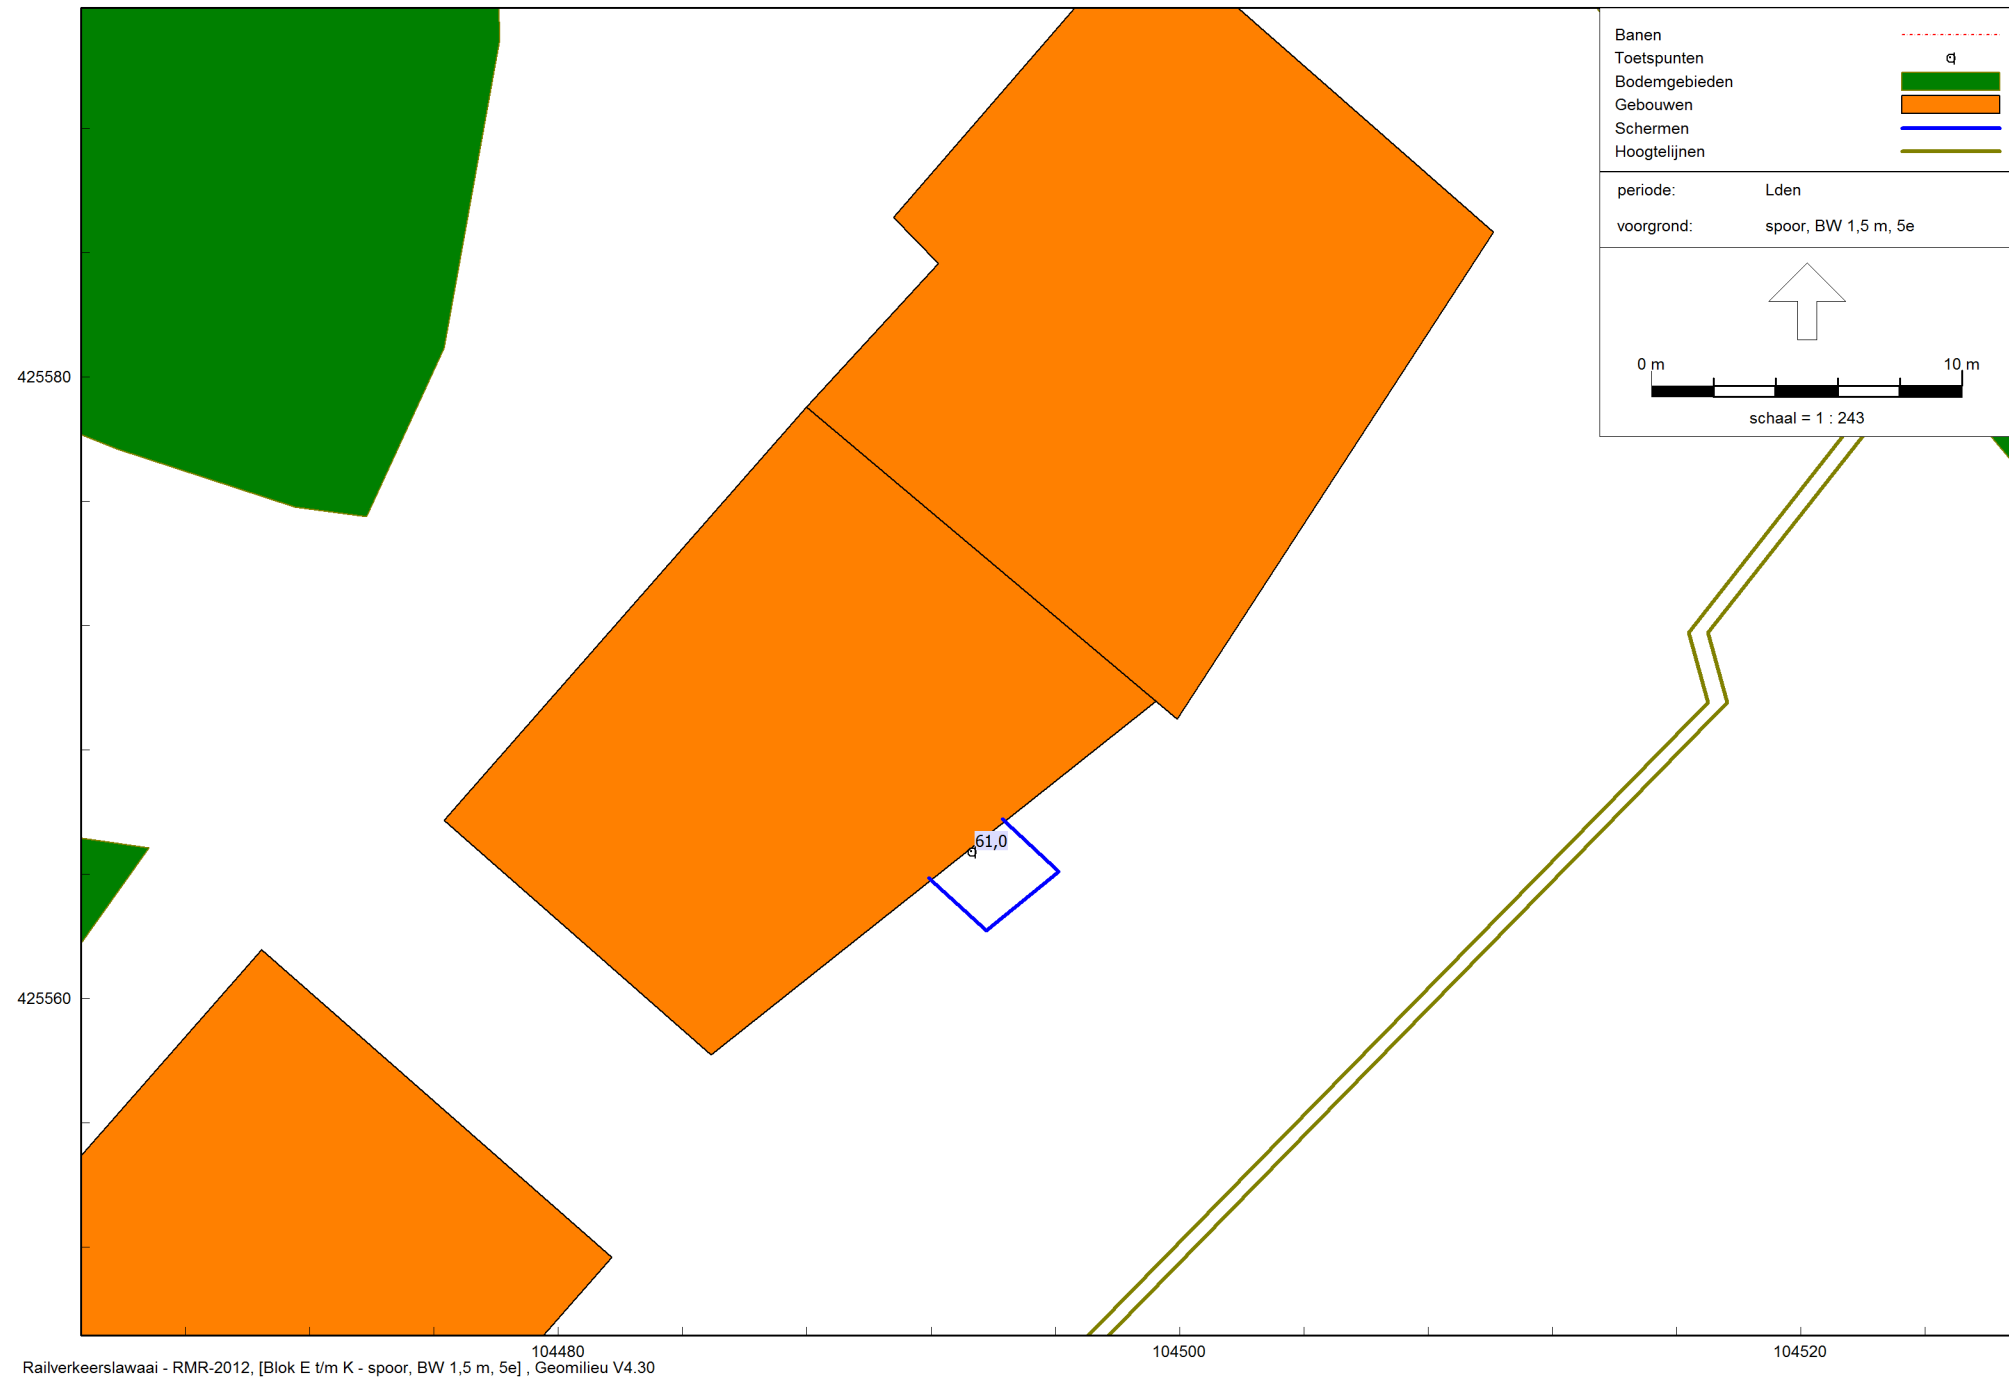 Banen
Toetspunten
Bodemgebieden
Gebouwen
Schermen
Hoogtelijnen
periode: Lden
voorgrond: spoor, BW 1,5 m, 5e
0 m 10 m
schaal = 1 : 243
425580
61,0
425560
104480 104500 104520
Railverkeerslawaai - RMR-2012, [Blok E t/m K - spoor, BW 1,5 m, 5e] , Geomilieu V4.30